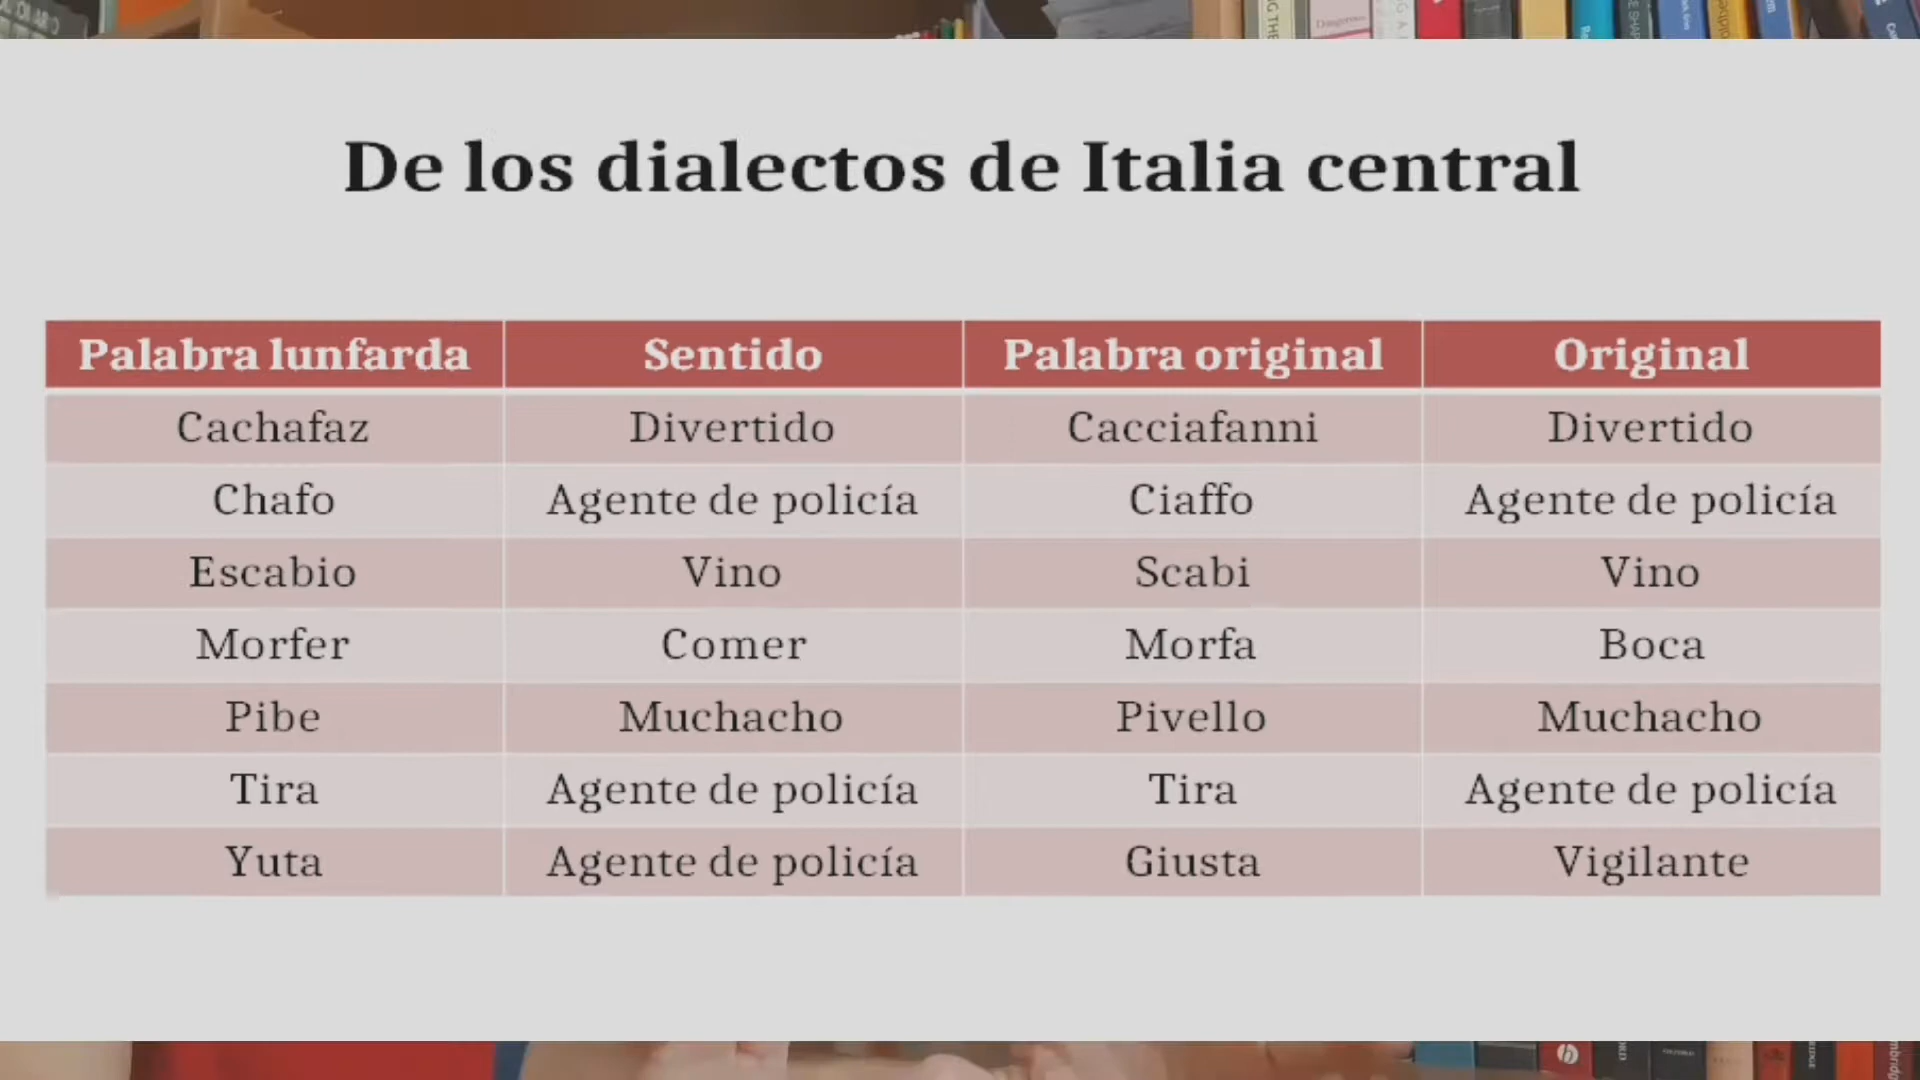 De los dialectos de Italia central
Palabra lunfarda Sentido Palabra original Original
Cachafaz Divertido Cacciafanni Divertido
Chafo Agente de policía Ciaffo Agente de policía
Escabio Vino Scabi Vino
Morfer Comer Morfa Boca
Pibe Muchacho Pivello Muchacho
Tira Agente de policía Tira Agente de policía
Yuta Agente de policía Giusta Vigilante